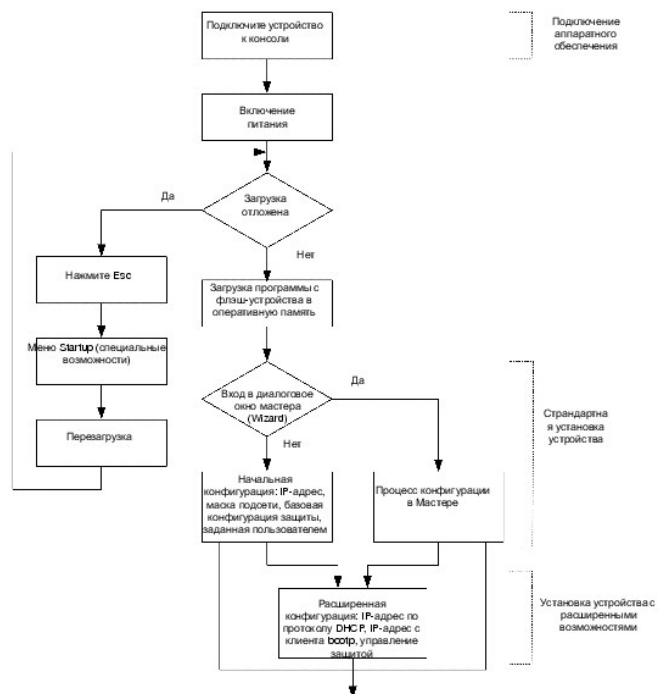 Подключите устройство
к консоли
Подключение
аппаратного
обеспечения
Включение
питания
Да
Загрузка
отложена
Нет
Нажмите Esc
Загрузка программы с
флэш-устройства в
оперативную память
Меню Startup (специальные
возможности)
Да
Вход в диалоговое
окно мастера
(Wizard)
Перезагрузка
Нет
Страндартна
я установка
устройства
Начальная
конфигурация: IP-адрес,
маска подсети, базовая
конфигурация защиты,
заданная пользователем
Процесс конфигурации
в Мастере
Расширенная
конфигурация: IP-адрес по
протоколу DHCP, IP-адрес с
клиента bootp, управление
защитой
Установка устройства с
расширенными
возможностями